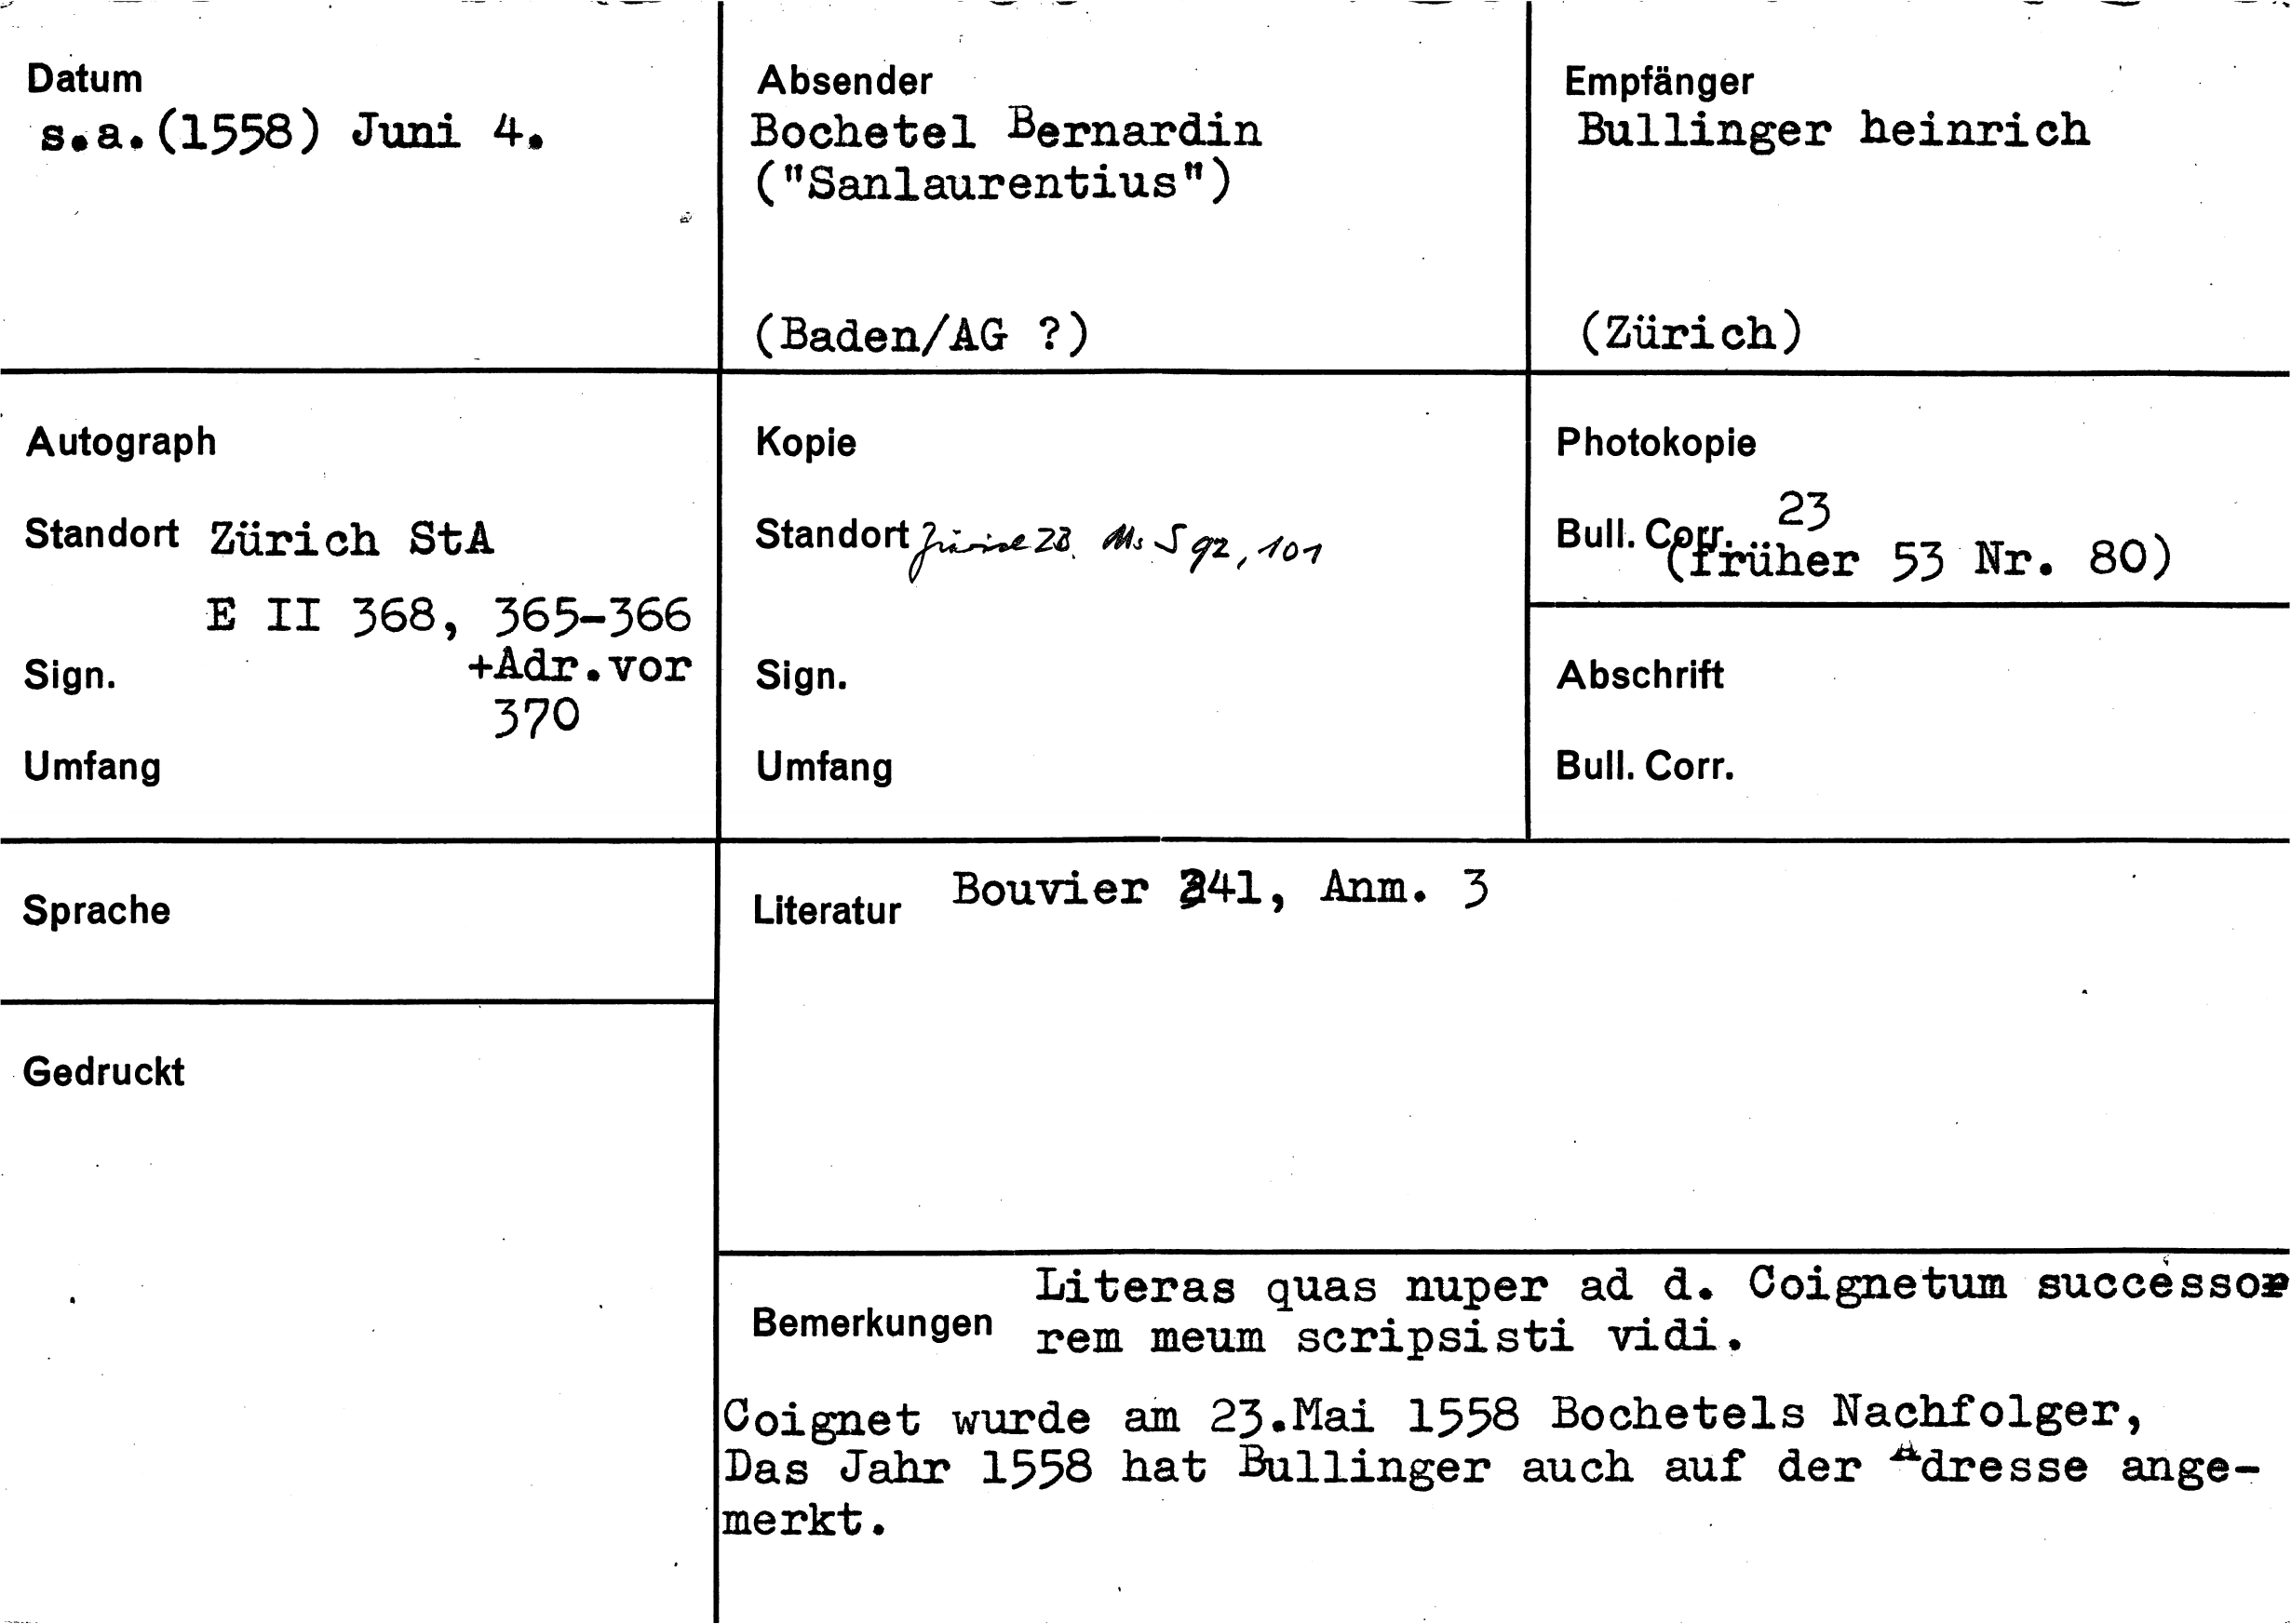 Datum
s.a.(1558) Juni 4.
Absender
Bochetel Bernardin
("Sanlaurentius")
(Baden/AG ?)
Empfänger
Bullinger heinrich
(Zürich)
Autograph
Standort Zürich StA
E II 368, 365-366
Sign. +Adr.vor
370
Umfang
Kopie
Standort Zürich ZB. Ms S 92, 101
Sign.
Umfang
Photokopie
23
Bull. Corr.
(früher 53 Nr. 80)
Abschrift
Bull. Corr.
Sprache
Gedruckt
Literatur Bouvier 241, Anm. 3
Bemerkungen
Literas quas nuper ad d. Coignetum successor
rem meum scripsisti vidi.
Coignet wurde am 23.Mai 1558 Bochetels Nachfolger,
Das Jahr 1558 hat Bullinger auch auf der Adresse ange-
merkt.